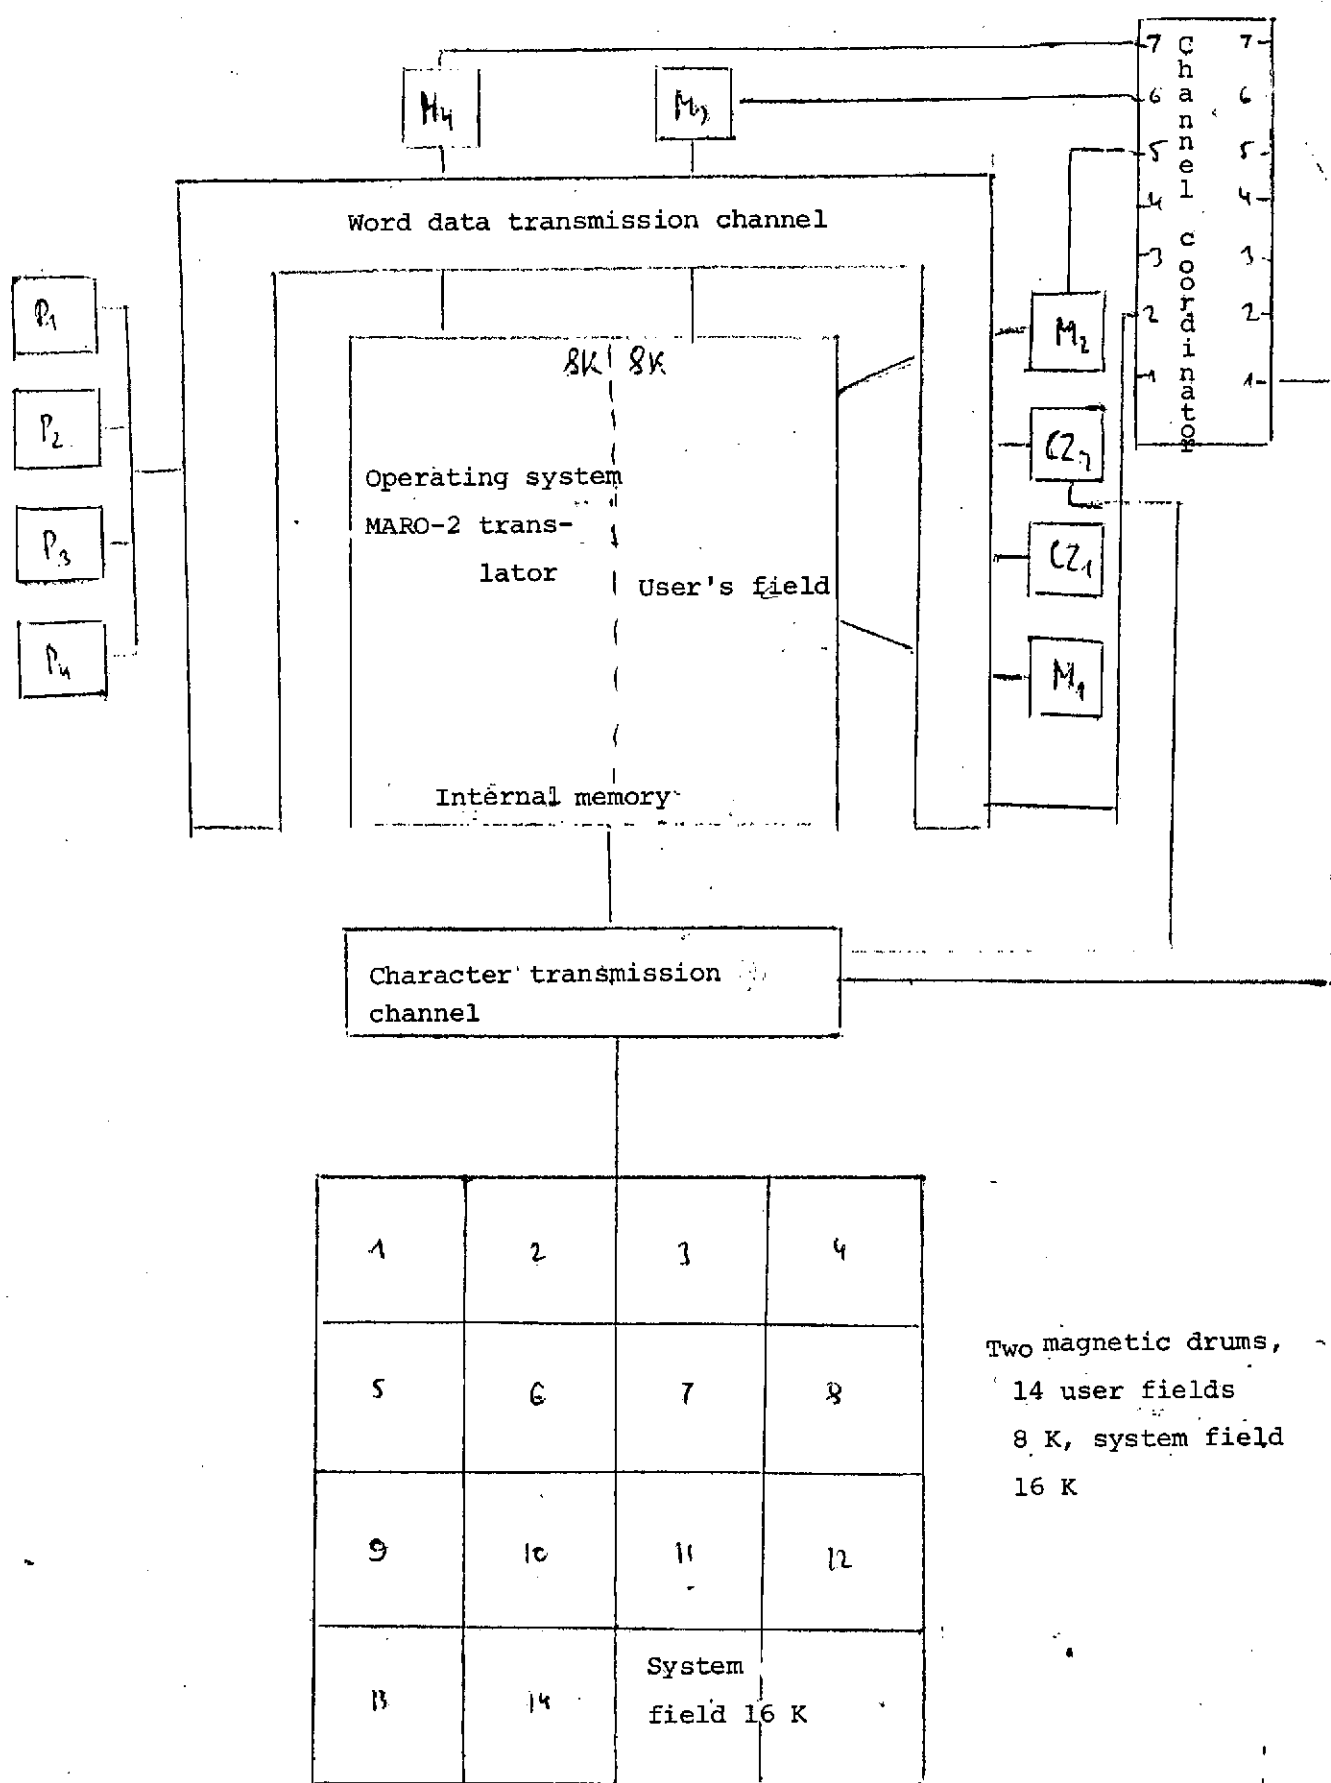 M4
M3
7 7
6 6
5 5
4 4
3 3
2 2
1 1
Channel coordinator
Word data transmission channel
P1
P2
P3
P4
8K 8K
Operating system
MARO-2 trans-
lator
User's field
Internal memory
M2
CZ2
CZ1
M1
Character transmission
channel
1 2 3 4
5 6 7 8
9 10 11 12
13 14
System
field 16 K
Two magnetic drums,
14 user fields
8 K, system field
16 K